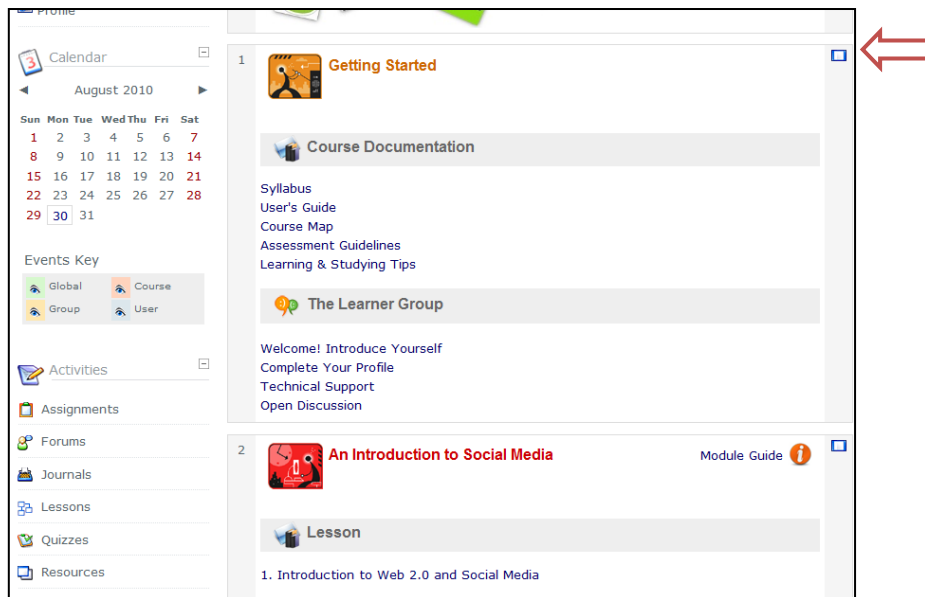 Profile
Calendar
3
August 2010
Sun Mon Tue Wed Thu Fri Sat
1 2 3 4 5 6 7
8 9 10 11 12 13 14
15 16 17 18 19 20 21
22 23 24 25 26 27 28
29 30 31
Events Key
Global Course
Group User
Activities
Assignments
Forums
Journals
Lessons
Quizzes
Resources
1
Getting Started
Course Documentation
Syllabus
User's Guide
Course Map
Assessment Guidelines
Learning & Studying Tips
The Learner Group
Welcome! Introduce Yourself
Complete Your Profile
Technical Support
Open Discussion
2
An Introduction to Social Media
Module Guide
Lesson
1. Introduction to Web 2.0 and Social Media